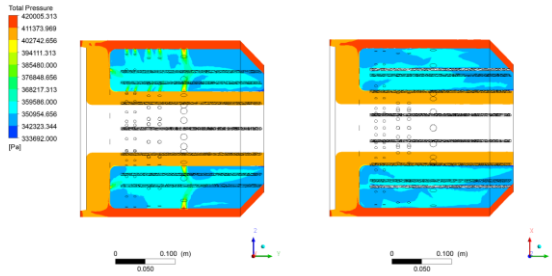 Total Pressure
420005.313
411373.969
402742.656
394111.313
385480.000
376848.656
368217.313
359586.000
350954.656
342323.344
333692.000
[Pa]
0 0.100 (m)
0.050
Z
Y
0 0.100 (m)
0.050
X